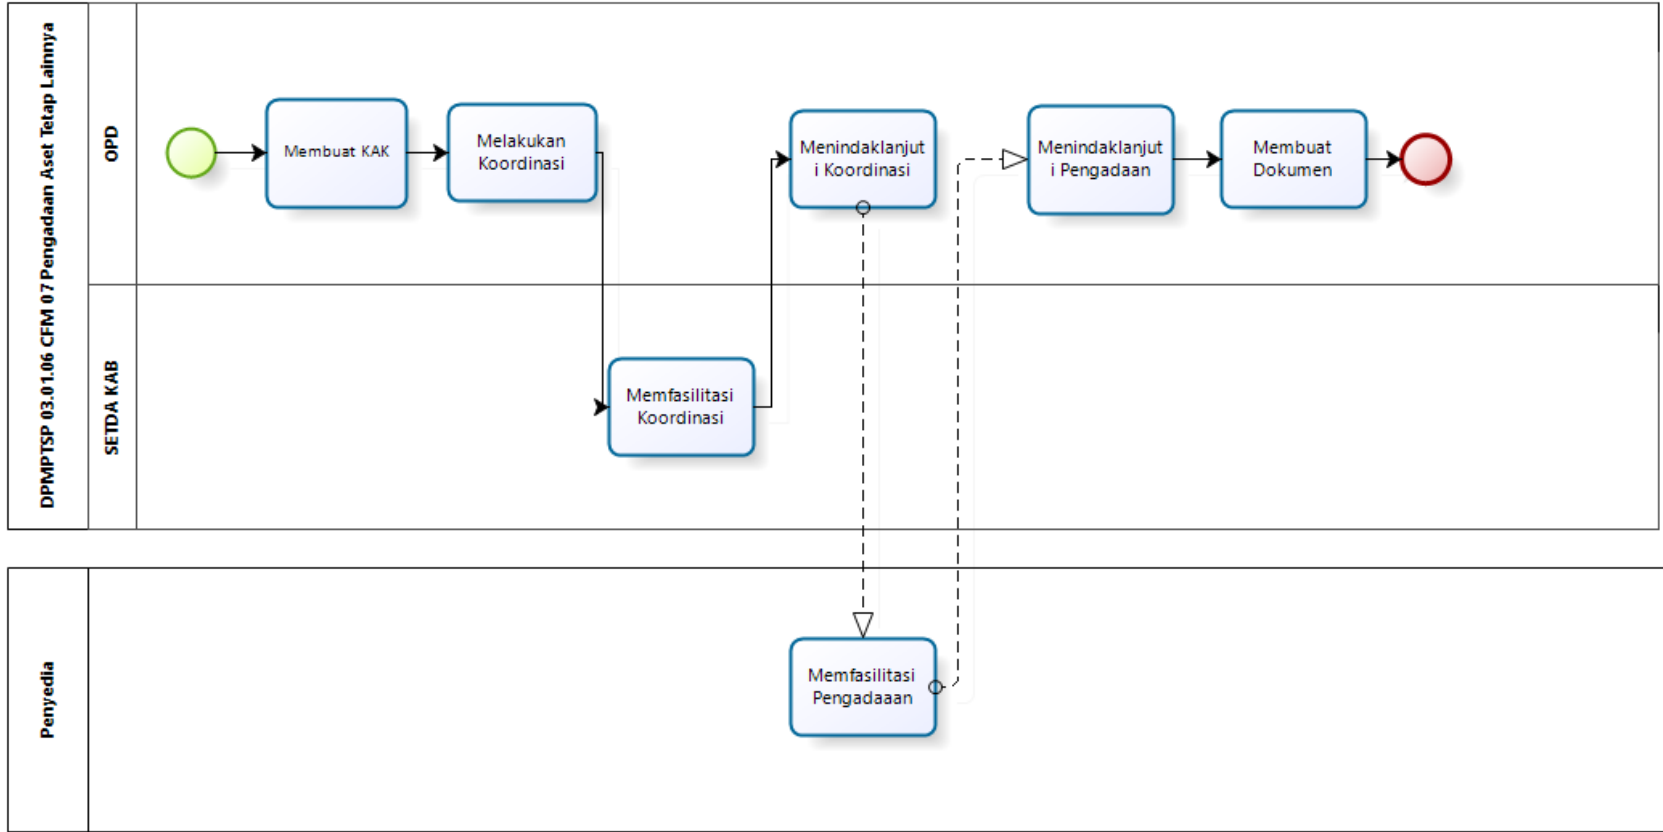 DPMPTSP 03.01.06 CFM 07 Pengadaan Aset Tetap Lainnya
OPD
Membuat KAK
Melakukan
Koordinasi
Menindaklanjut
i Koordinasi
Menindaklanjut
i Pengadaan
Membuat
Dokumen
SETDA KAB
Memfasilitasi
Koordinasi
Penyedia
Memfasilitasi
Pengadaaan